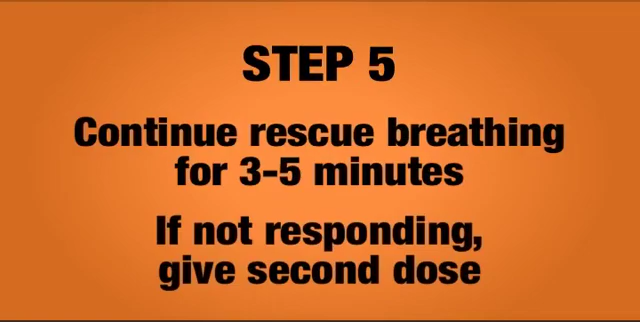 STEP 5
Continue rescue breathing
for 3-5 minutes
If not responding,
give second dose